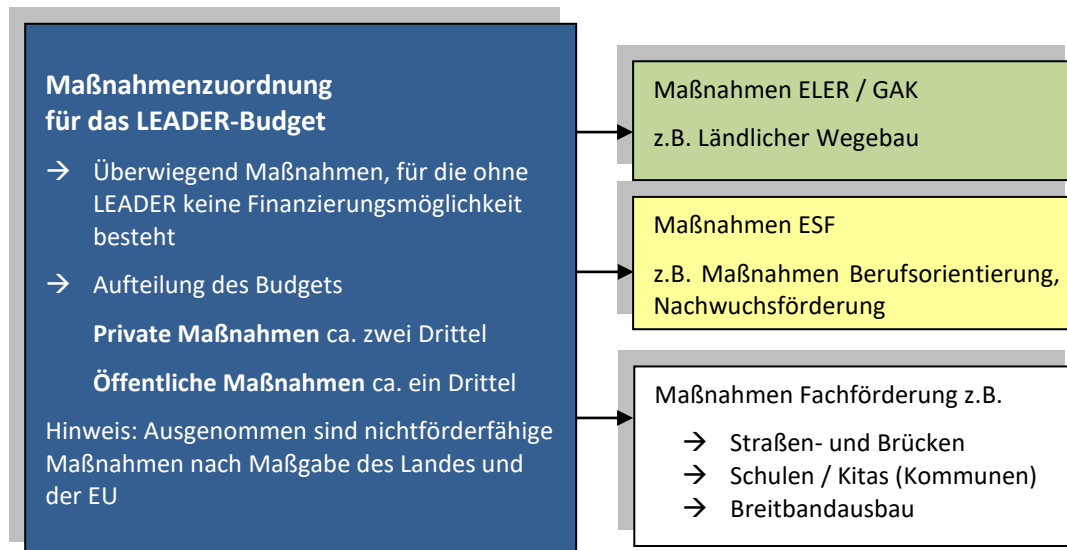 Maßnahmenzuordnung
für das LEADER-Budget
→ Überwiegend Maßnahmen, für die ohne
LEADER keine Finanzierungsmöglichkeit
besteht
→ Aufteilung des Budgets
Private Maßnahmen ca. zwei Drittel
Öffentliche Maßnahmen ca. ein Drittel
Hinweis: Ausgenommen sind nichtförderfähige
Maßnahmen nach Maßgabe des Landes und
der EU
Maßnahmen ELER / GAK
z.B. Ländlicher Wegebau
Maßnahmen ESF
z.B. Maßnahmen Berufsorientierung,
Nachwuchsförderung
Maßnahmen Fachförderung z.B.
→ Straßen- und Brücken
→ Schulen / Kitas (Kommunen)
→ Breitbandausbau